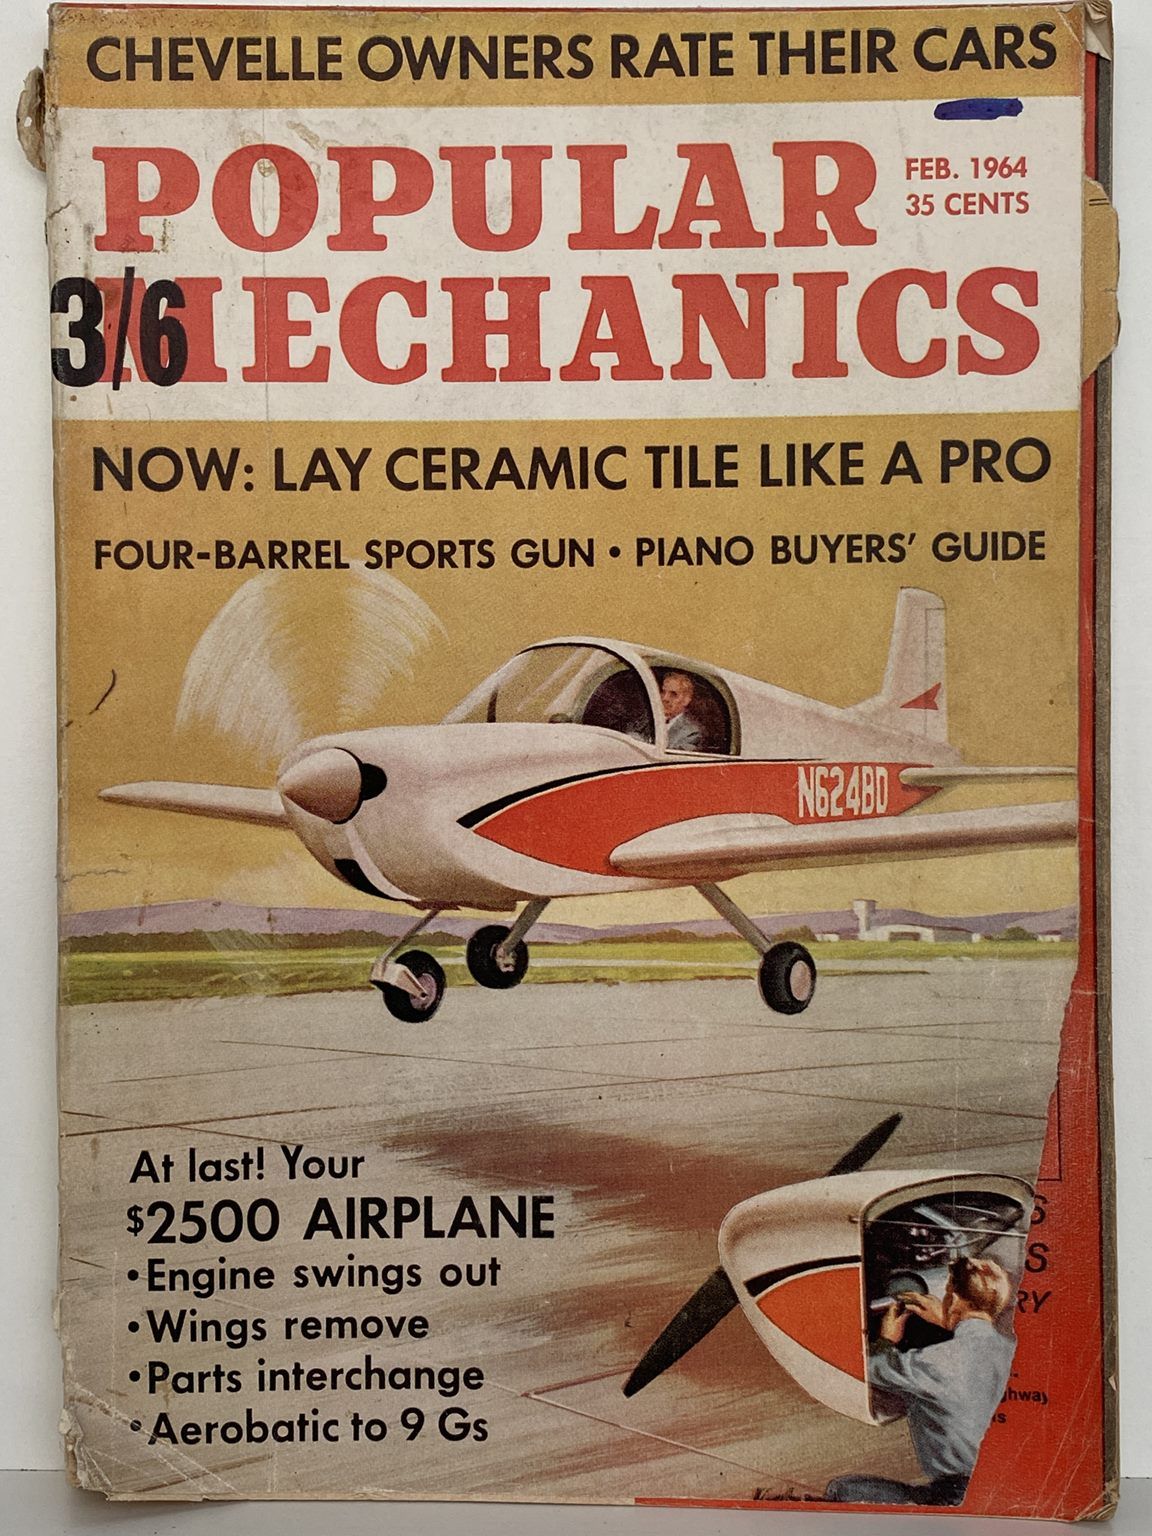 CHEVELLE OWNERS RATE THEIR CARS
POPULAR
FEB. 1964
35 CENTS
MECHANICS
3/6
NOW: LAY CERAMIC TILE LIKE A PRO
FOUR-BARREL SPORTS GUN • PIANO BUYERS' GUIDE
N624BD
At last! Your
$2500 AIRPLANE
•Engine swings out
•Wings remove
•Parts interchange
•Aerobatic to 9 Gs